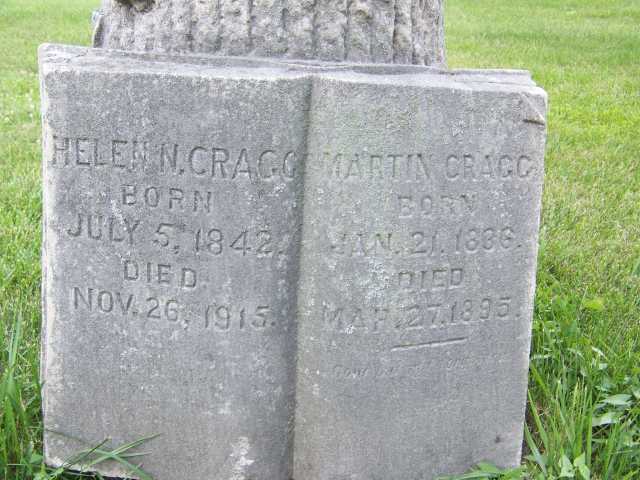 HELEN N. CRAGG
BORN
JULY 5, 1842.
DIED
NOV. 26, 1915.
MARTIN CRAGG
BORN
JAN. 21, 1836.
DIED
MAR. 27, 1895.